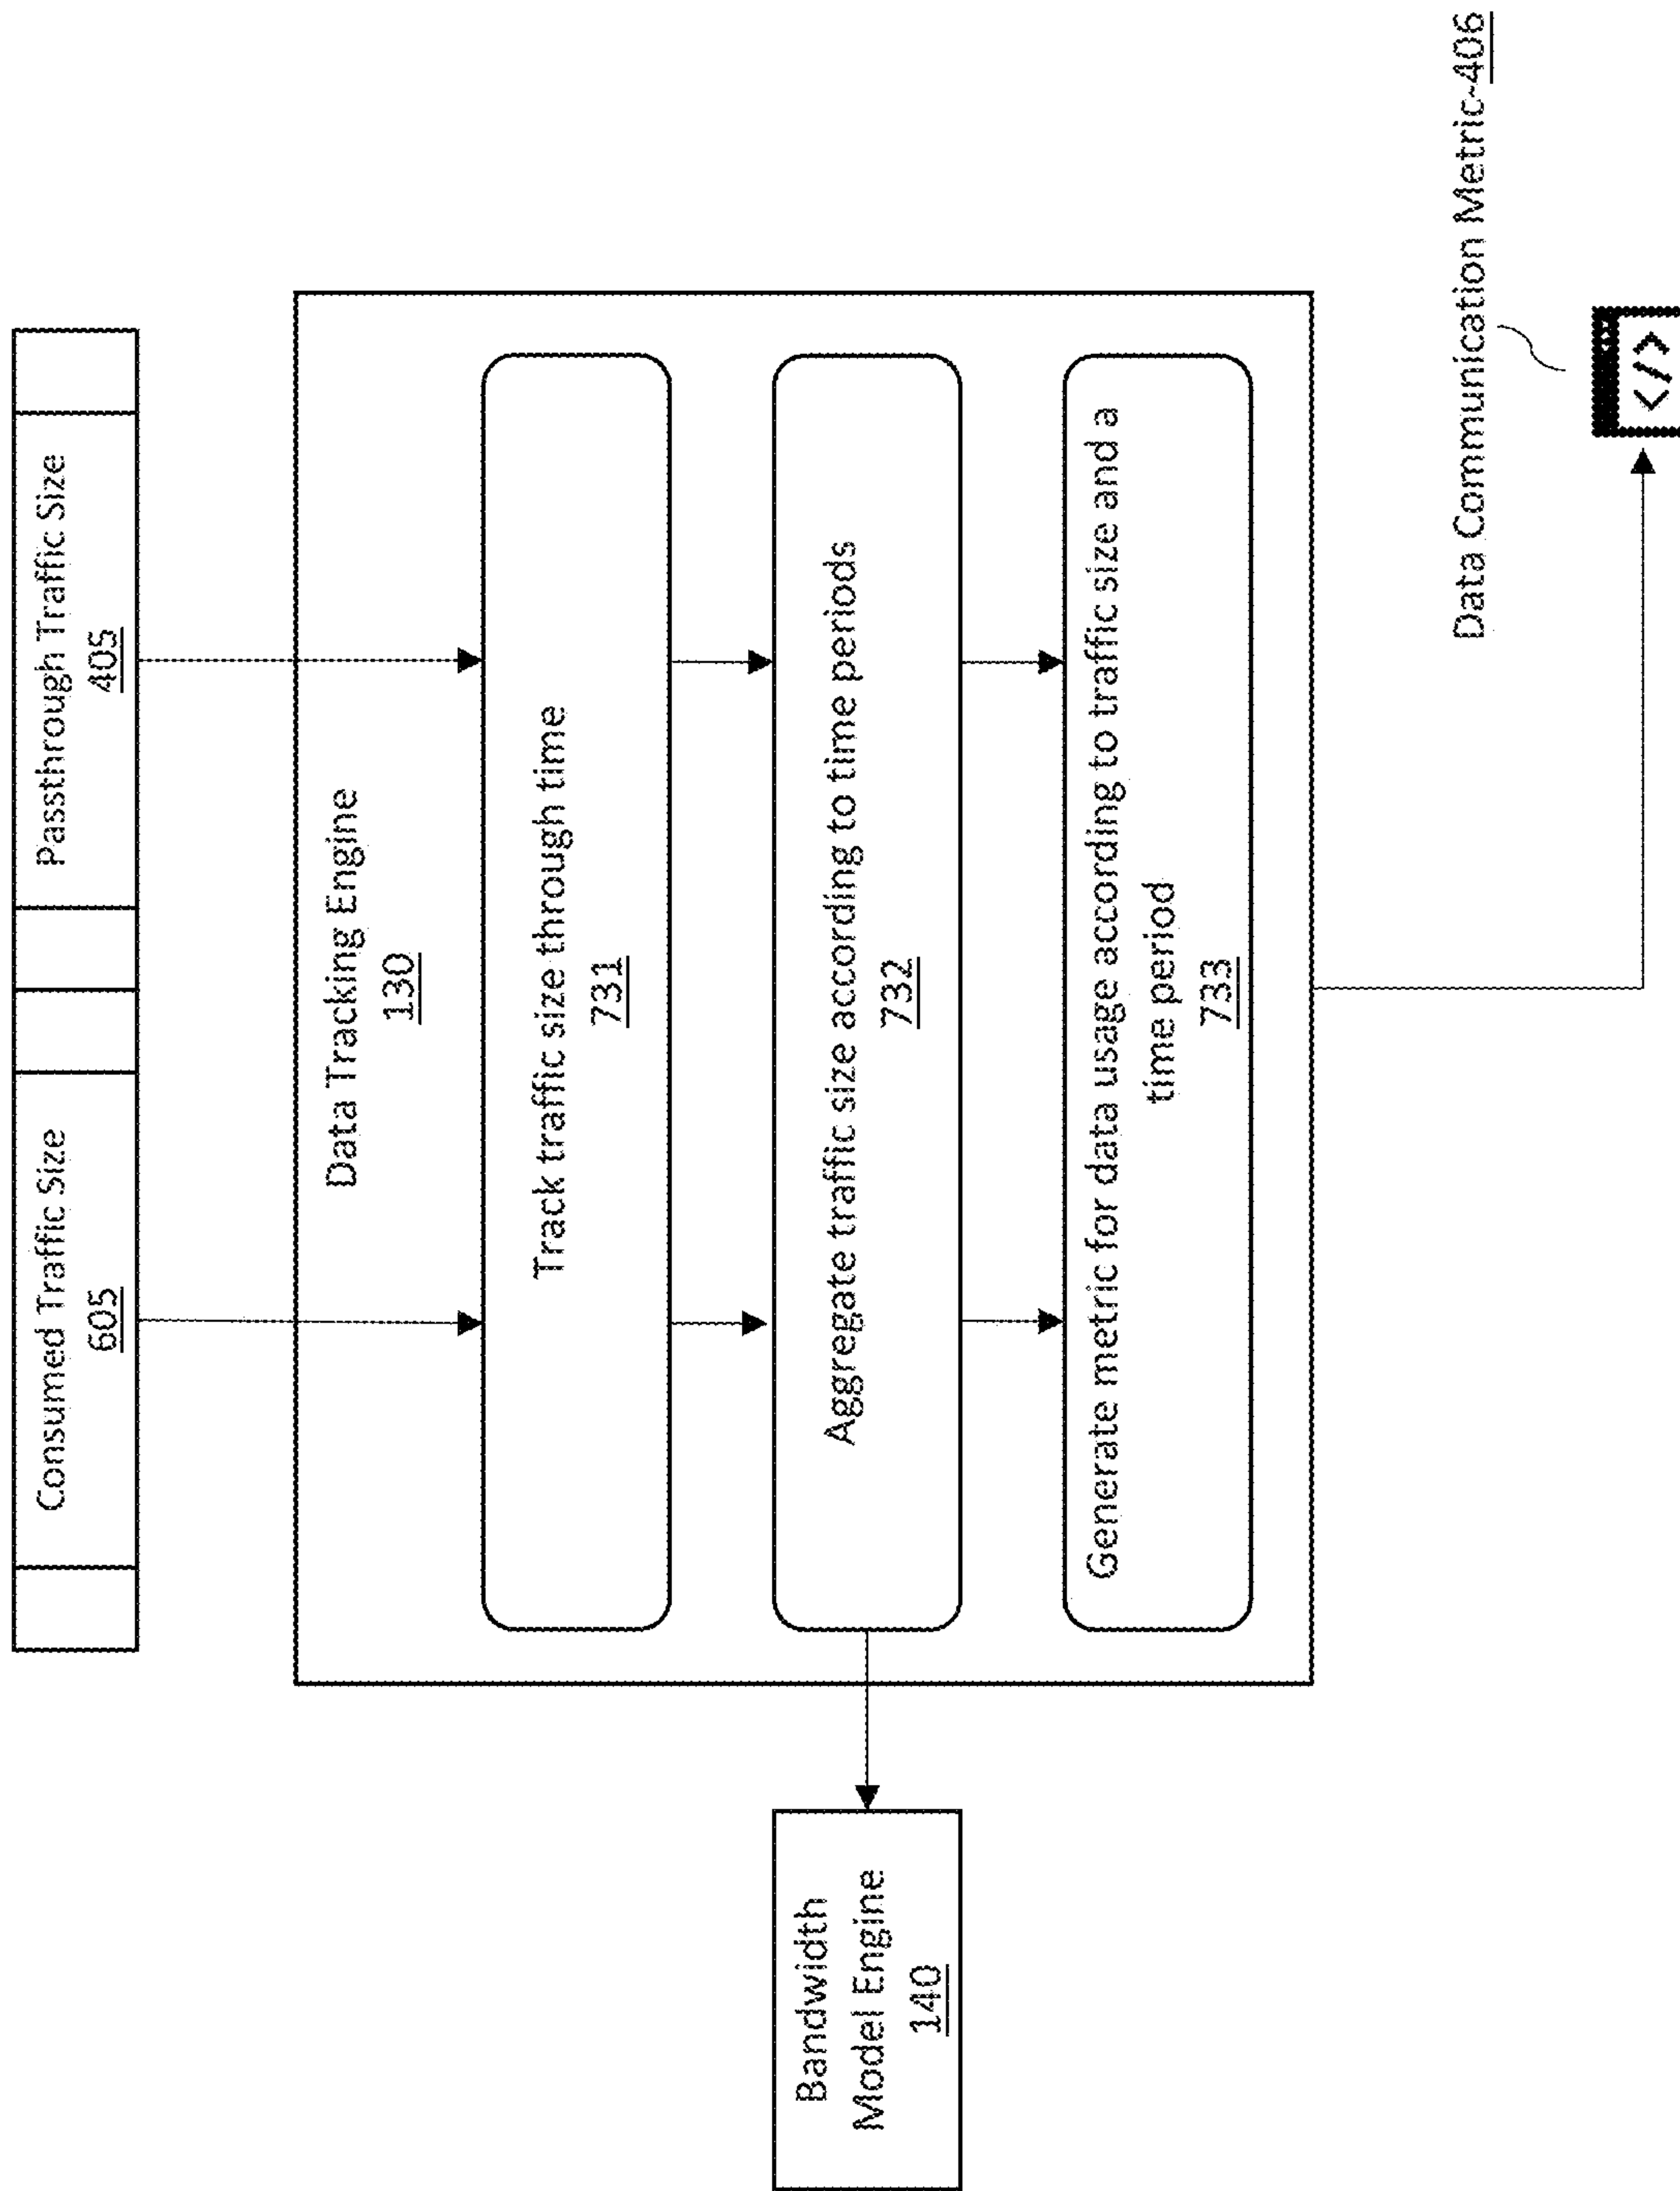 Consumed Traffic Size
605
Passthrough Traffic Size
405
Data Tracking Engine
130
Track traffic size through time
731
Aggregate traffic size according to time periods
732
Generate metric for data usage according to traffic size and a
time period
733
Bandwidth
Model Engine
140
Data Communication Metric-406
</>